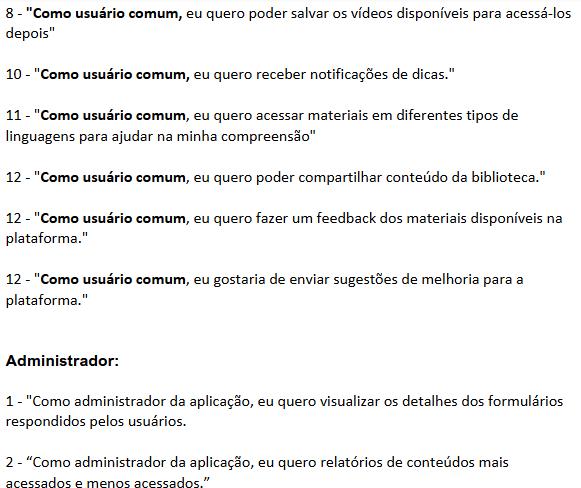 8 - "Como usuário comum, eu quero poder salvar os vídeos disponíveis para acessá-los
depois"
10 - "Como usuário comum, eu quero receber notificações de dicas."
11 - "Como usuário comum, eu quero acessar materiais em diferentes tipos de
linguagens para ajudar na minha compreensão"
12 - "Como usuário comum, eu quero poder compartilhar conteúdo da biblioteca."
12 - "Como usuário comum, eu quero fazer um feedback dos materiais disponíveis na
plataforma."
12 - "Como usuário comum, eu gostaria de enviar sugestões de melhoria para a
plataforma."
Administrador:
1 - "Como administrador da aplicação, eu quero visualizar os detalhes dos formulários
respondidos pelos usuários.
2 - “Como administrador da aplicação, eu quero relatórios de conteúdos mais
acessados e menos acessados.”